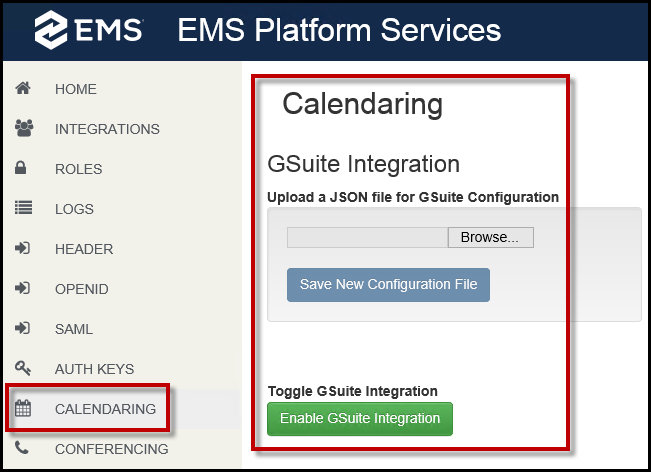 EMS EMS Platform Services
HOME
INTEGRATIONS
ROLES
LOGS
HEADER
OPENID
SAML
AUTH KEYS
CALENDARING
CONFERENCING
Calendaring
GSuite Integration
Upload a JSON file for GSuite Configuration
Browse...
Save New Configuration File
Toggle GSuite Integration
Enable GSuite Integration